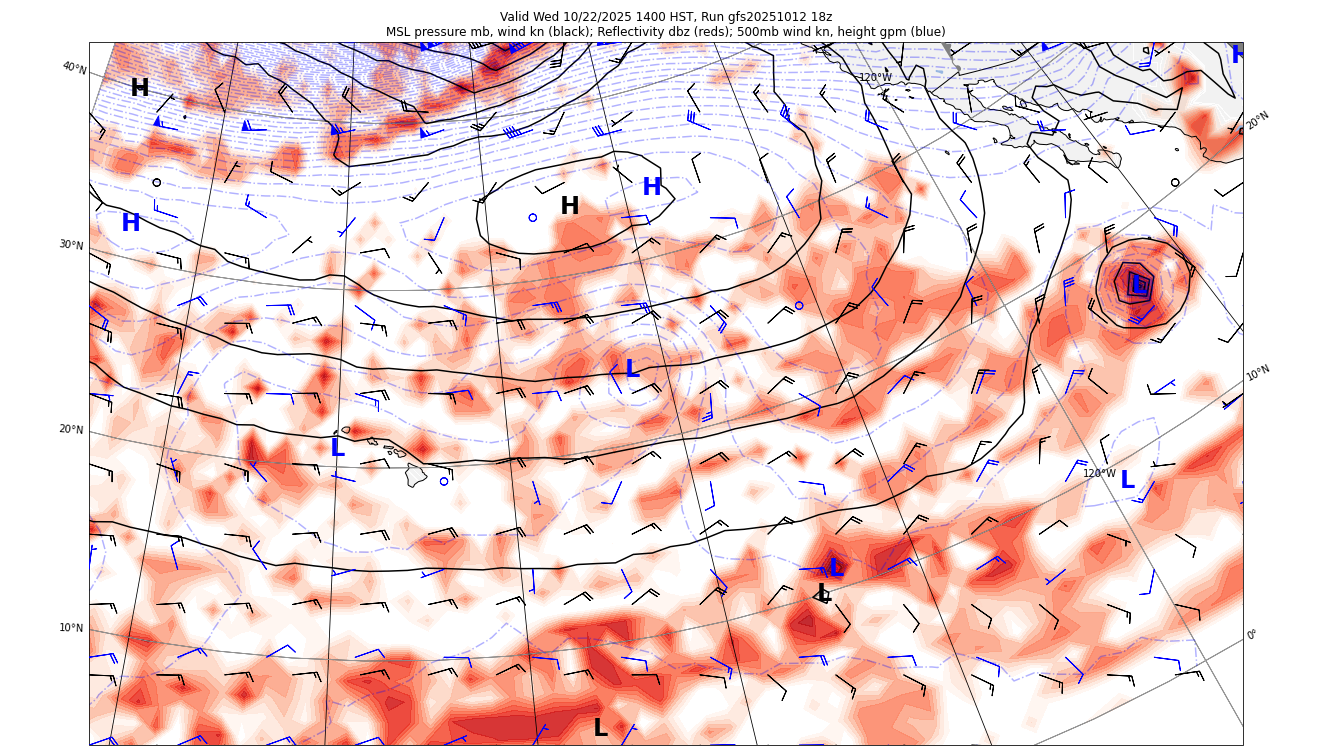 Valid Wed 10/22/2025 1400 HST, Run gfs20251012 18z
MSL pressure mb, wind kn (black); Reflectivity dbz (reds); 500mb wind kn, height gpm (blue)
H
40°N
120°W
H
20°N
H
H
H
30°N
L
L
10°N
20°N
L
120°W
L
L
L
10°N
0°
L